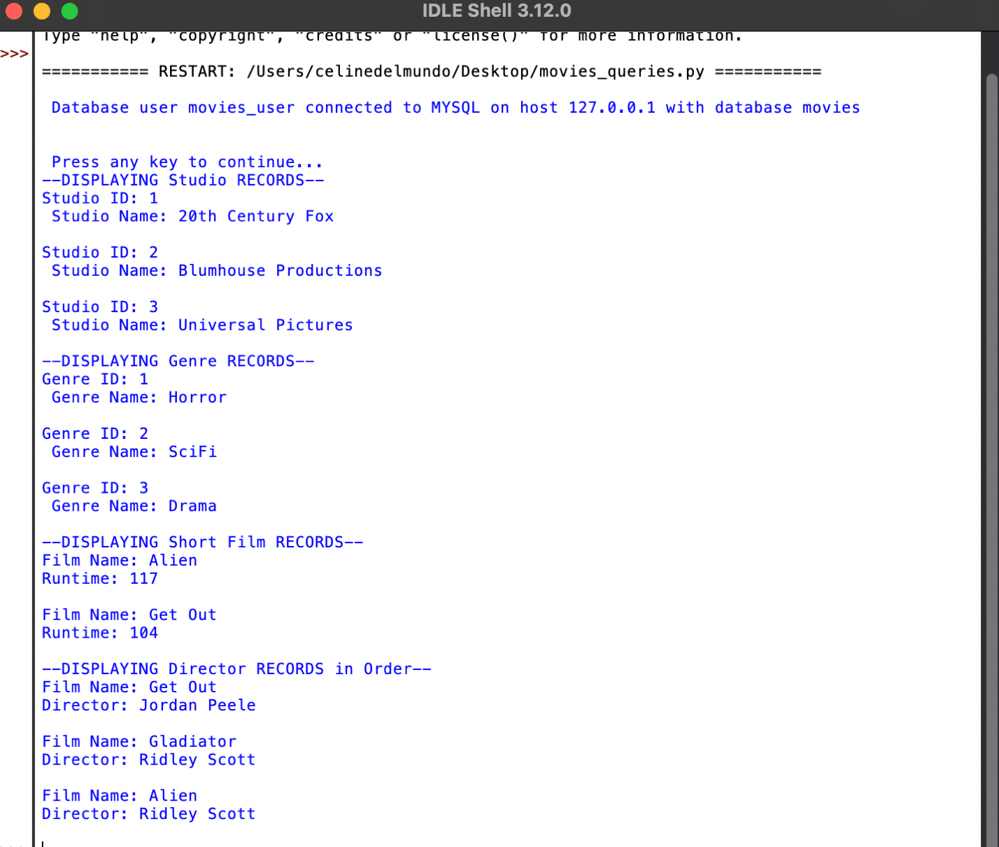 IDLE Shell 3.12.0
Type "help", "copyright", "credits" or "license()" for more information.
>>>
=========== RESTART: /Users/celinedelmundo/Desktop/movies_queries.py ===========
Database user movies_user connected to MYSQL on host 127.0.0.1 with database movies
Press any key to continue...
--DISPLAYING Studio RECORDS--
Studio ID: 1
Studio Name: 20th Century Fox
Studio ID: 2
Studio Name: Blumhouse Productions
Studio ID: 3
Studio Name: Universal Pictures
--DISPLAYING Genre RECORDS--
Genre ID: 1
Genre Name: Horror
Genre ID: 2
Genre Name: SciFi
Genre ID: 3
Genre Name: Drama
--DISPLAYING Short Film RECORDS--
Film Name: Alien
Runtime: 117
Film Name: Get Out
Runtime: 104
--DISPLAYING Director RECORDS in Order--
Film Name: Get Out
Director: Jordan Peele
Film Name: Gladiator
Director: Ridley Scott
Film Name: Alien
Director: Ridley Scott